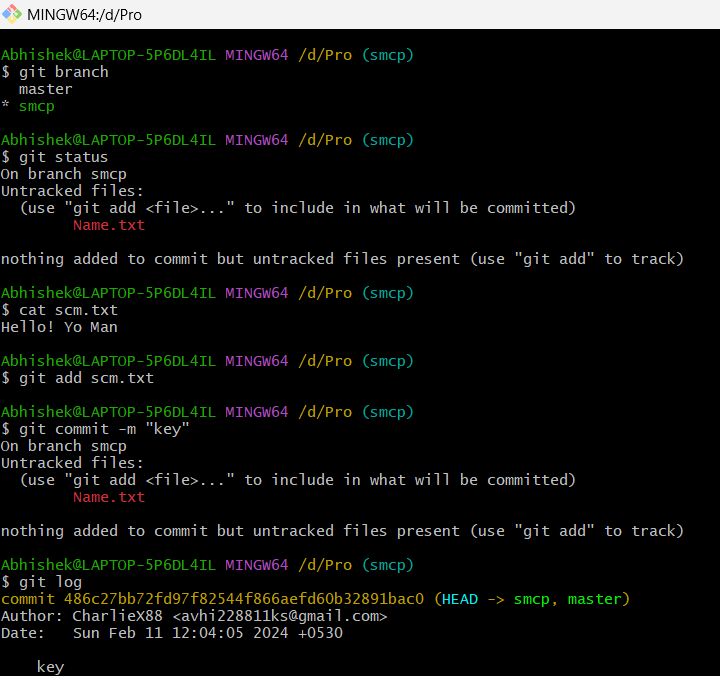 MINGW64:/d/Pro
Abhishek@LAPTOP-5P6DL4IL MINGW64 /d/Pro (smcp)
$ git branch
  master
* smcp
Abhishek@LAPTOP-5P6DL4IL MINGW64 /d/Pro (smcp)
$ git status
On branch smcp
Untracked files:
  (use "git add <file>..." to include in what will be committed)
        Name.txt
nothing added to commit but untracked files present (use "git add" to track)
Abhishek@LAPTOP-5P6DL4IL MINGW64 /d/Pro (smcp)
$ cat scm.txt
Hello! Yo Man
Abhishek@LAPTOP-5P6DL4IL MINGW64 /d/Pro (smcp)
$ git add scm.txt
Abhishek@LAPTOP-5P6DL4IL MINGW64 /d/Pro (smcp)
$ git commit -m "key"
On branch smcp
Untracked files:
  (use "git add <file>..." to include in what will be committed)
        Name.txt
nothing added to commit but untracked files present (use "git add" to track)
Abhishek@LAPTOP-5P6DL4IL MINGW64 /d/Pro (smcp)
$ git log
commit 486c27bb72fd97f82544f866aefd60b32891bac0 (HEAD -> smcp, master)
Author: CharlieX88 <avhi228811ks@gmail.com>
Date:   Sun Feb 11 12:04:05 2024 +0530
    key